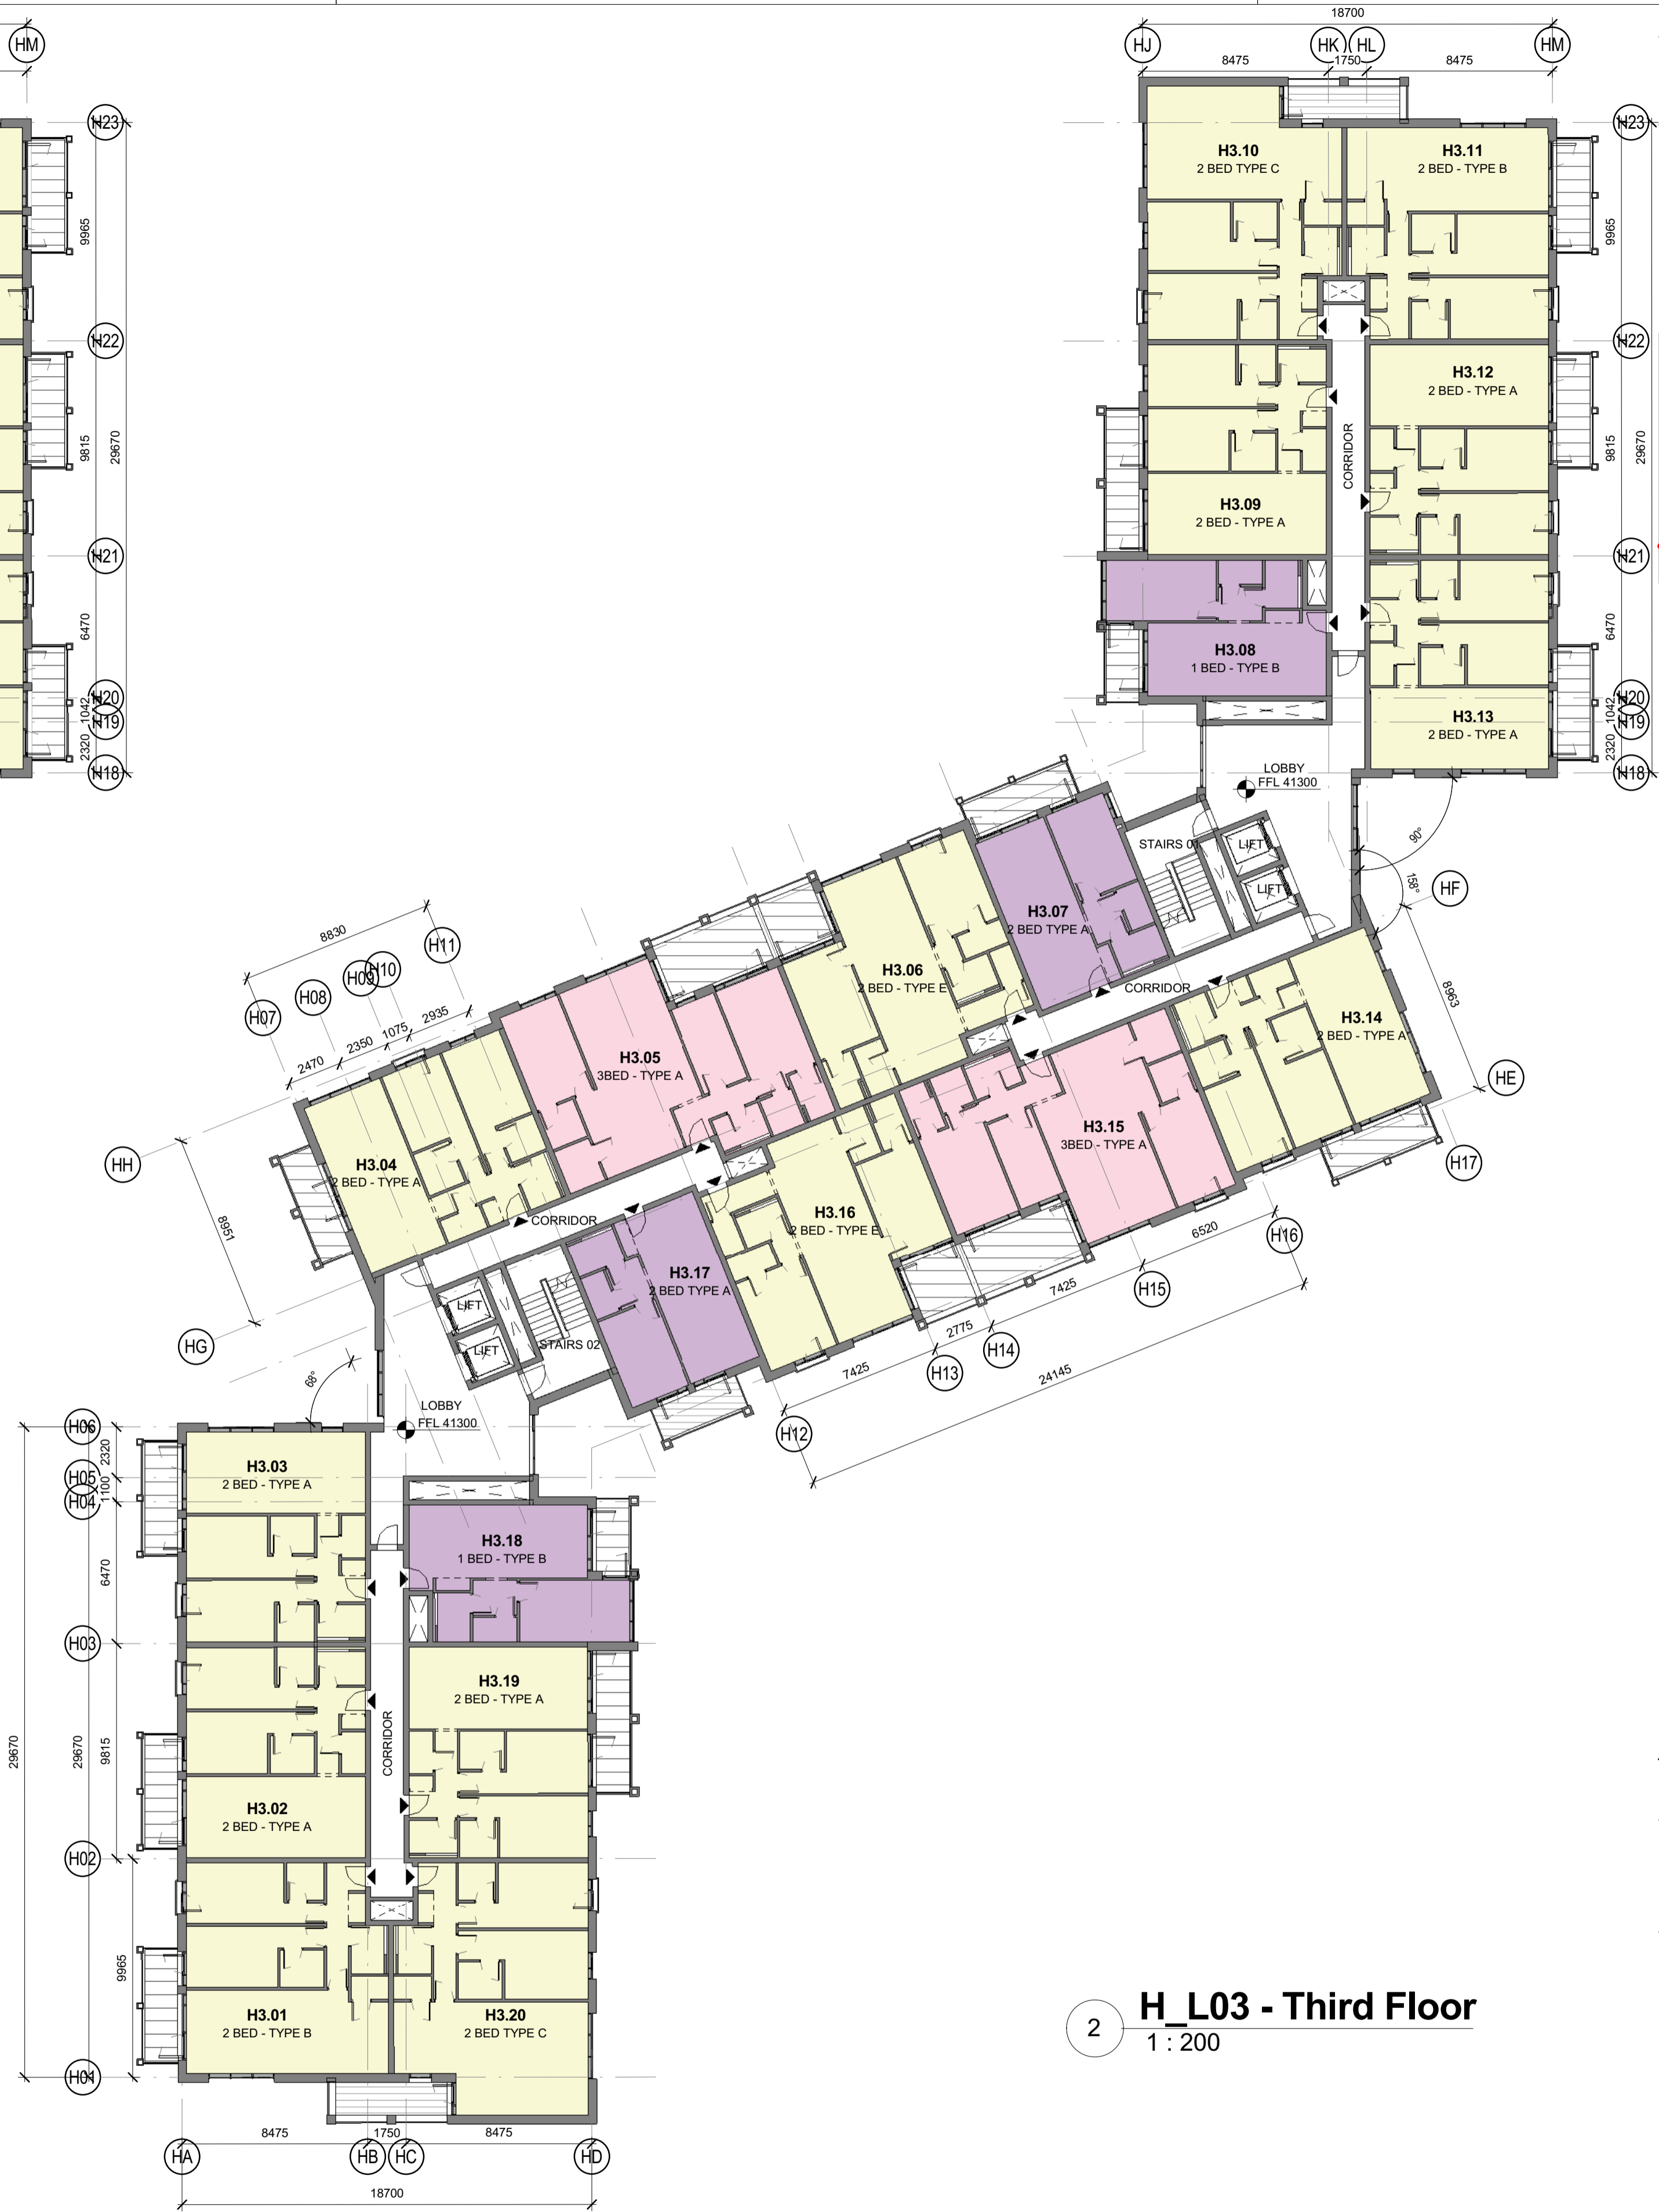 18700
HM
HJ
HK
HL
HM
8475
1750
8475
H23
H23
H3.10
2 BED TYPE C
H3.11
2 BED - TYPE B
9965
9965
H22
H22
H3.12
2 BED - TYPE A
CORRIDOR
9815
29670
9815
29670
H3.09
2 BED - TYPE A
H21
H21
6470
6470
H3.08
1 BED - TYPE B
H20
1042
H19
2320
H18
H20
1042
H19
2320
H18
H3.13
2 BED - TYPE A
LOBBY
FFL 41300
90°
STAIRS 01
LIFT
LIFT
158°
HF
8830
H11
H10
H09
H08
H07
H3.07
2 BED TYPE A
H3.06
2 BED - TYPE E
CORRIDOR
8963
2935
1075
2350
2470
H3.14
2 BED - TYPE A
H3.05
3BED - TYPE A
HE
H3.15
3BED - TYPE A
HH
H17
H3.04
2 BED - TYPE A
8951
CORRIDOR
H3.16
2 BED - TYPE E
6520
H16
H3.17
2 BED TYPE A
7425
H15
LIFT
LIFT
STAIRS 02
HG
2775
H14
7425
H13
24145
68°
LOBBY
FFL 41300
H12
H06
2320
H05
1100
H04
H3.03
2 BED - TYPE A
H3.18
1 BED - TYPE B
6470
H03
H3.19
2 BED - TYPE A
29670
29670
9815
CORRIDOR
H3.02
2 BED - TYPE A
H02
9965
H3.01
2 BED - TYPE B
H3.20
2 BED TYPE C
H01
2
H_L03 - Third Floor
1 : 200
8475
1750
8475
HA
HB
HC
HD
18700